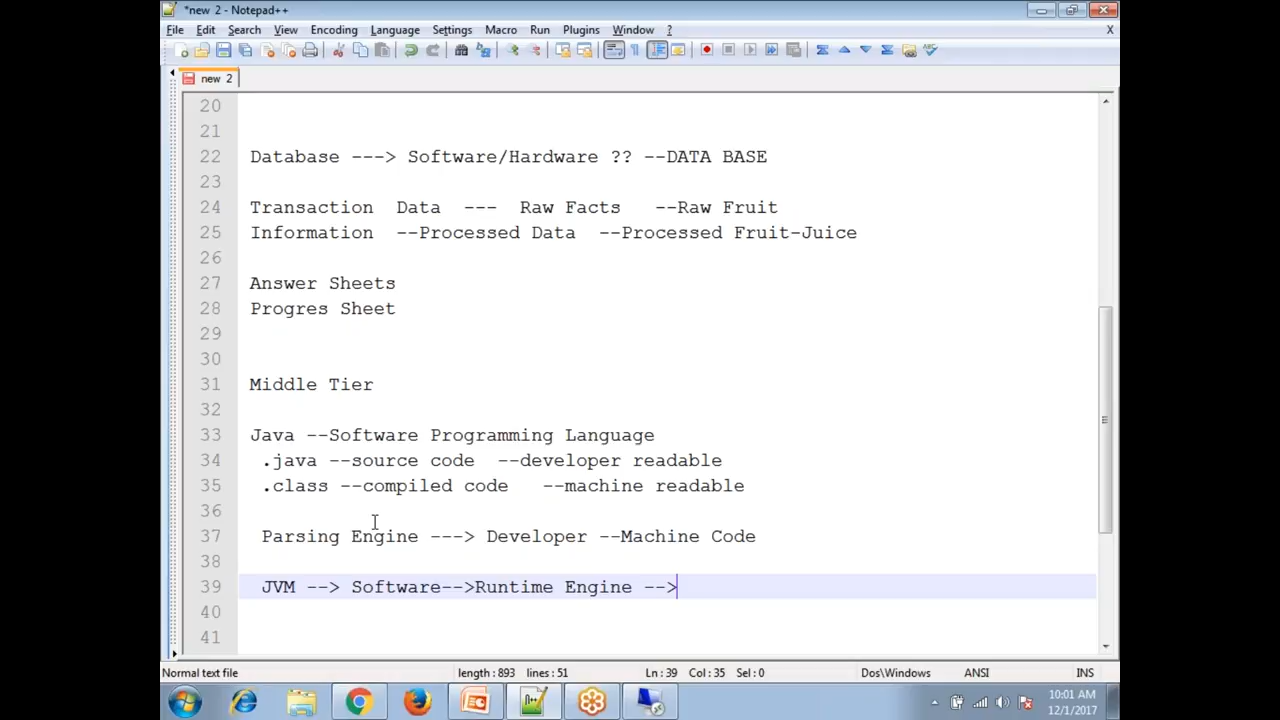 *new 2 - Notepad++
File Edit Search View Encoding Language Settings Macro Run Plugins Window ? X
new 2
20
21
22 Database ---> Software/Hardware ?? --DATA BASE
23
24 Transaction Data --- Raw Facts --Raw Fruit
25 Information --Processed Data --Processed Fruit-Juice
26
27 Answer Sheets
28 Progres Sheet
29
30
31 Middle Tier
32
33 Java --Software Programming Language
34 .java --source code --developer readable
35 .class --compiled code --machine readable
36
37 Parsing Engine ---> Developer --Machine Code
38
39 JVM --> Software-->Runtime Engine -->
40
41
Normal text file length : 893 lines : 51 Ln : 39 Col : 35 Sel : 0 Dos\Windows ANSI INS
10:01 AM
12/1/2017